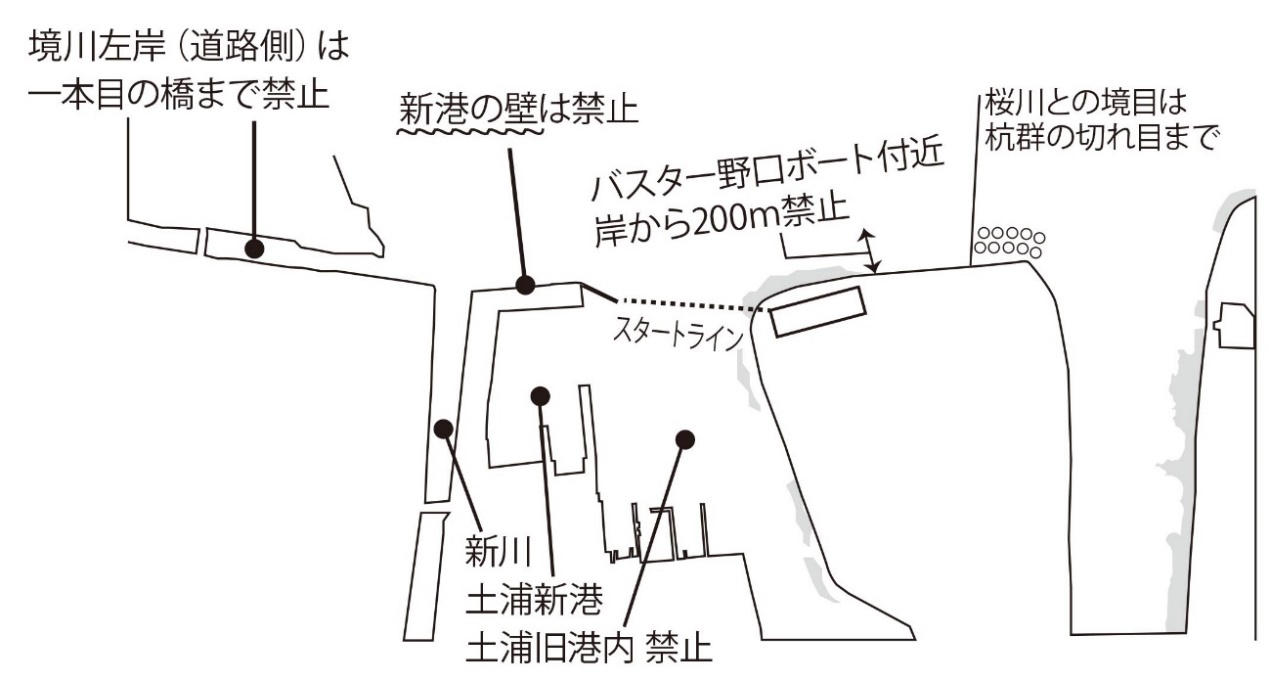 境川左岸（道路側）は
一本目の橋まで禁止
新港の壁は禁止
バスター野口ボート付近
岸から200m禁止
桜川との境目は
杭群の切れ目まで
スタートライン
新川
土浦新港
土浦旧港内 禁止